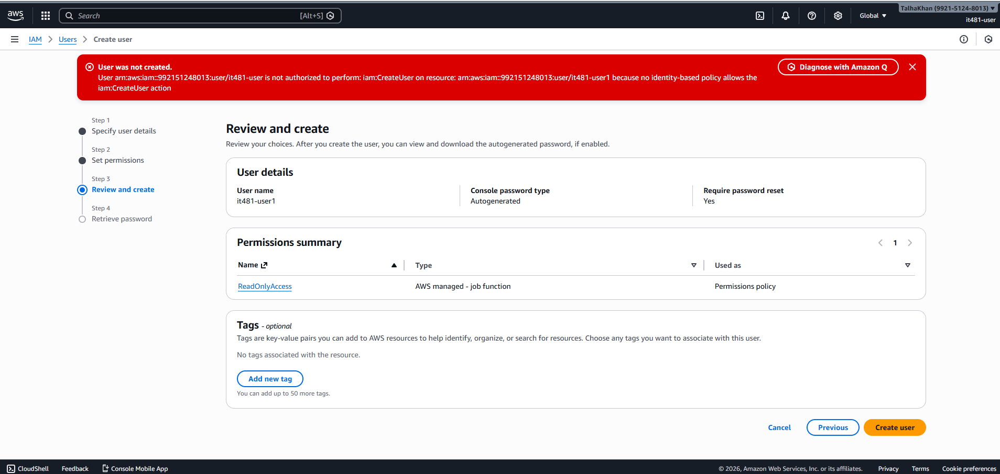 aws
Search
[Alt+S]
Global
TalhaKhan (9921-5124-8013)
it481-user
IAM
Users
Create user
User was not created.
User arn:aws:iam::992151248013:user/it481-user is not authorized to perform: iam:CreateUser on resource: arn:aws:iam::992151248013:user/it481-user1 because no identity-based policy allows the
iam:CreateUser action
Diagnose with Amazon Q
Step 1
Specify user details
Step 2
Set permissions
Step 3
Review and create
Step 4
Retrieve password
Review and create
Review your choices. After you create the user, you can view and download the autogenerated password, if enabled.
User details
User name
it481-user1
Console password type
Autogenerated
Require password reset
Yes
Permissions summary
1
Name
Type
Used as
ReadOnlyAccess
AWS managed - job function
Permissions policy
Tags - optional
Tags are key-value pairs you can add to AWS resources to help identify, organize, or search for resources. Choose any tags you want to associate with this user.
No tags associated with the resource.
Add new tag
You can add up to 50 more tags.
Cancel
Previous
Create user
CloudShell
Feedback
Console Mobile App
© 2026, Amazon Web Services, Inc. or its affiliates.
Privacy
Terms
Cookie preferences